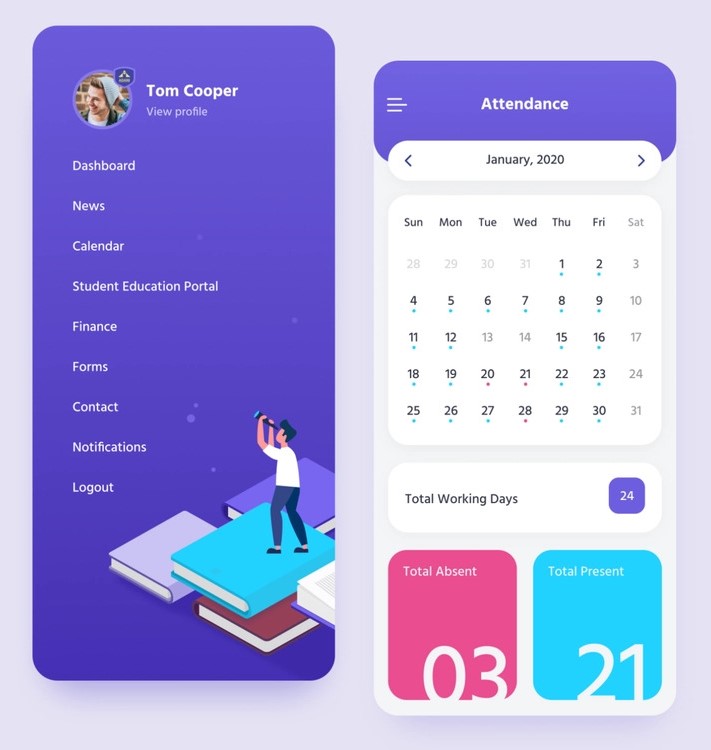 Tom Cooper
View profile
Dashboard
News
Calendar
Student Education Portal
Finance
Forms
Contact
Notifications
Logout
Attendance
January, 2020
Sun Mon Tue Wed Thu Fri Sat
28 29 30 31 1 2 3
4 5 6 7 8 9 10
11 12 13 14 15 16 17
18 19 20 21 22 23 24
25 26 27 28 29 30 31
Total Working Days 24
Total Absent
03
Total Present
21